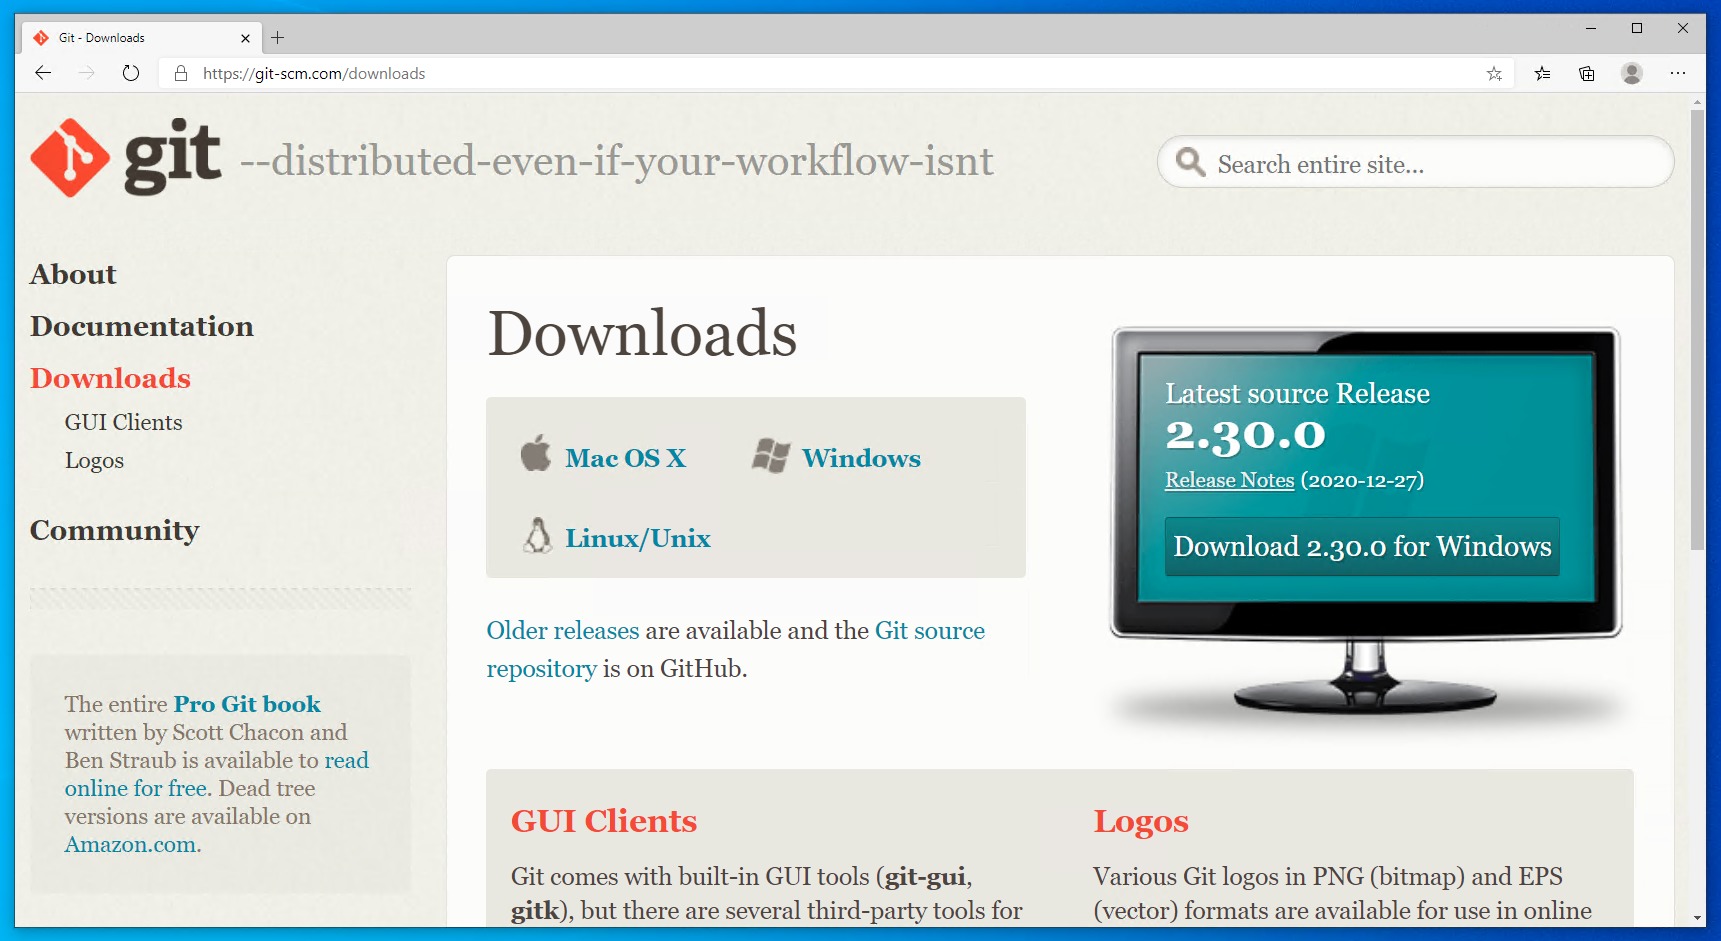 Git - Downloads
https://git-scm.com/downloads
git --distributed-even-if-your-workflow-isnt
Search entire site...
About
Documentation
Downloads
GUI Clients
Logos
Community
The entire Pro Git book
written by Scott Chacon and
Ben Straub is available to read
online for free. Dead tree
versions are available on
Amazon.com.
Downloads
Mac OS X
Windows
Linux/Unix
Older releases are available and the Git source
repository is on GitHub.
Latest source Release
2.30.0
Release Notes (2020-12-27)
Download 2.30.0 for Windows
GUI Clients
Git comes with built-in GUI tools (git-gui,
gitk), but there are several third-party tools for
Logos
Various Git logos in PNG (bitmap) and EPS
(vector) formats are available for use in online